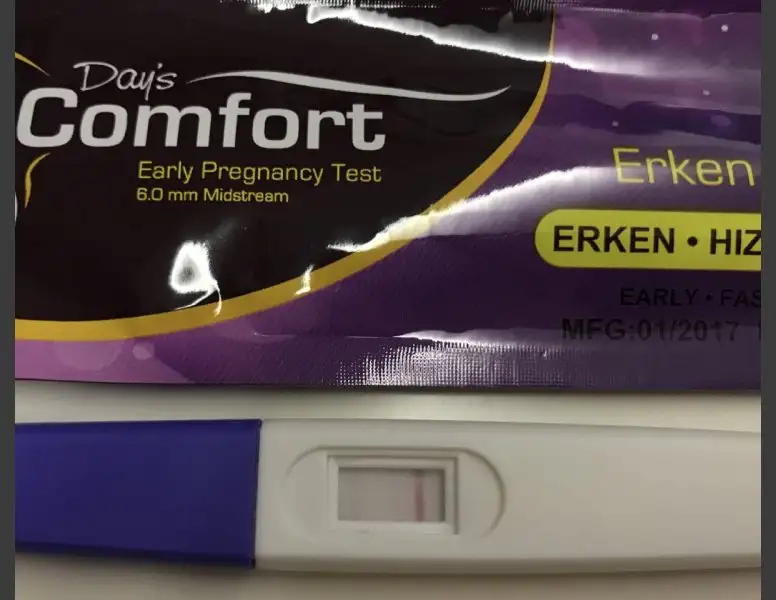 Day's
Comfort
Early Pregnancy Test
6.0 mm Midstream
Erken
ERKEN • HIZ
EARLY • FAS
MFG:01/2017